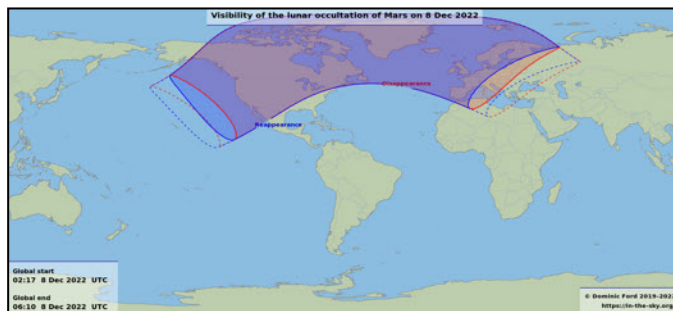 Visibility of the lunar occultation of Mars on 8 Dec 2022
Disappearance
Reappearance
Global start
02:17 8 Dec 2022 UTC
Global end
06:10 8 Dec 2022 UTC
© Dominic Ford 2019-2022
https://in-the-sky.org